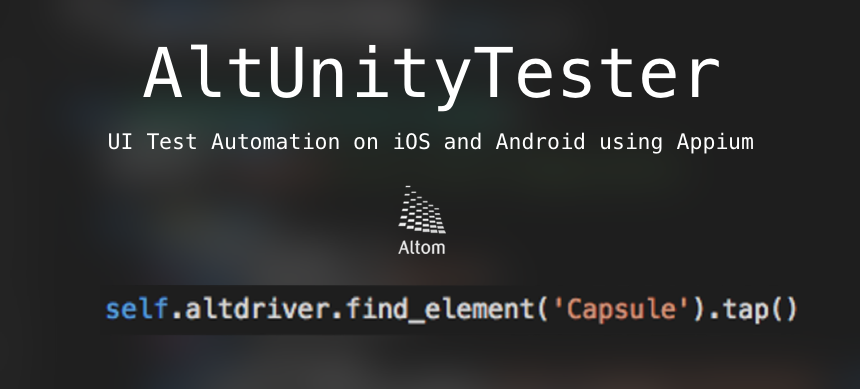 AltUnityTester
UI Test Automation on iOS and Android using Appium
Altom
self.altdriver.find_element('Capsule').tap()